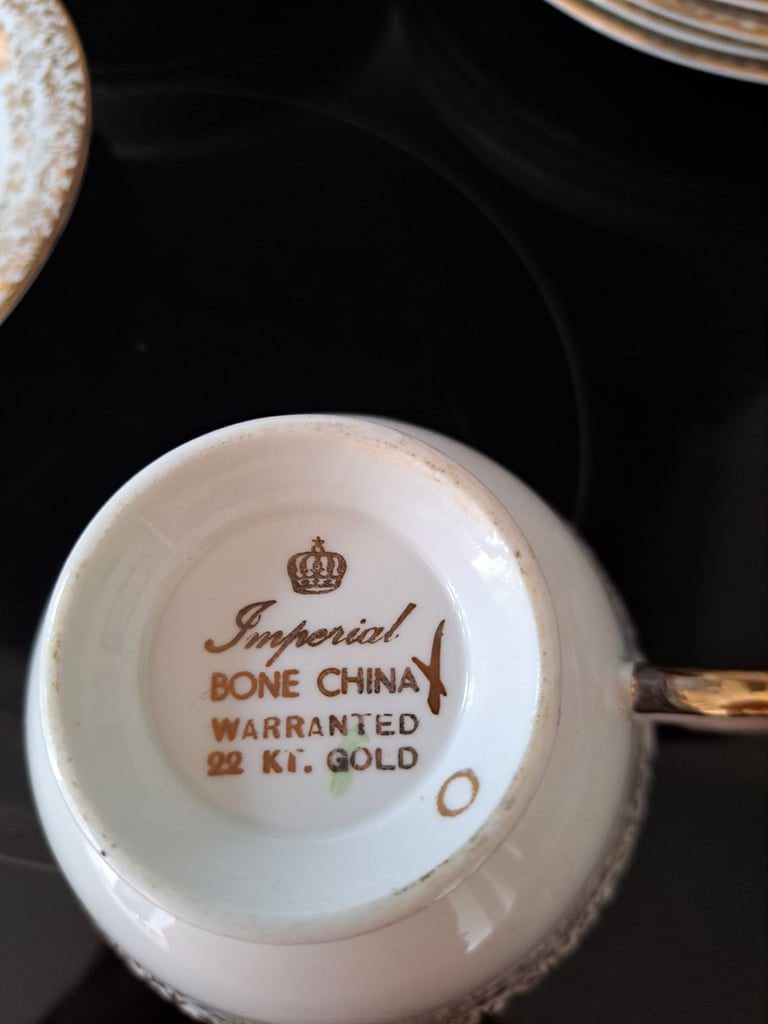 Imperial
BONE CHINA
WARRANTED
22 KT. GOLD